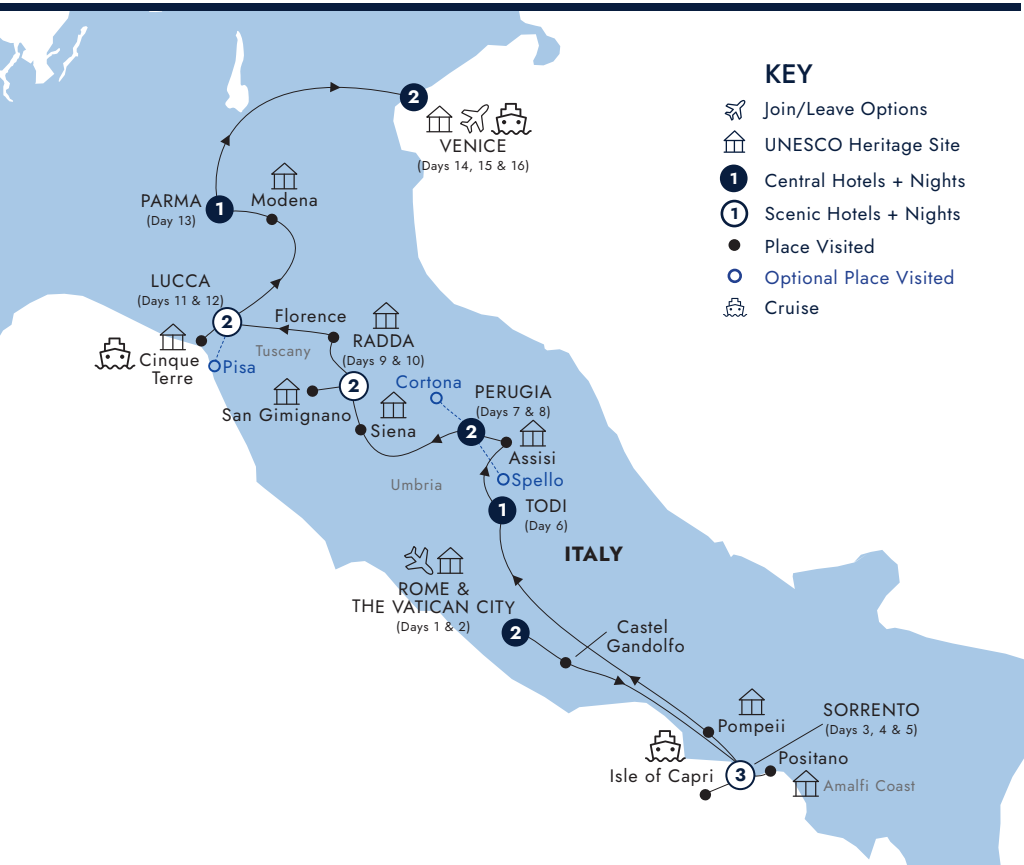 KEY
Join/Leave Options
UNESCO Heritage Site
1 Central Hotels + Nights
1 Scenic Hotels + Nights
Place Visited
Optional Place Visited
Cruise
2
VENICE
(Days 14, 15 & 16)
PARMA
(Day 13)
1
Modena
LUCCA
(Days 11 & 12)
2
Florence
Cinque
Terre
Pisa
Tuscany
RADDA
(Days 9 & 10)
2
San Gimignano
Siena
Cortona
PERUGIA
(Days 7 & 8)
2
Assisi
Spello
Umbria
1
TODI
(Day 6)
ITALY
ROME &
THE VATICAN CITY
(Days 1 & 2)
2
Castel
Gandolfo
Pompeii
SORRENTO
(Days 3, 4 & 5)
Positano
Isle of Capri
3
Amalfi Coast